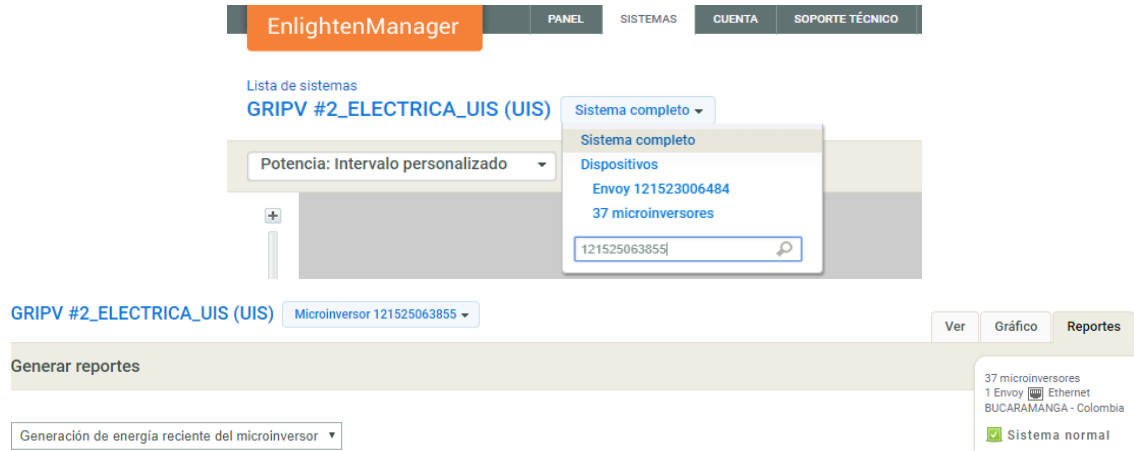 EnlightenManager PANEL SISTEMAS CUENTA SOPORTE TÉCNICO
Lista de sistemas
GRIPV #2_ELECTRICA_UIS (UIS) Sistema completo
Sistema completo
Potencia: Intervalo personalizado
Dispositivos
Envoy 121523006484
37 microinversores
121525063855
GRIPV #2_ELECTRICA_UIS (UIS) Microinversor 121525063855
Ver Gráfico Reportes
Generar reportes
37 microinversores
1 Envoy Ethernet
BUCARAMANGA - Colombia
Generación de energía reciente del microinversor
Sistema normal